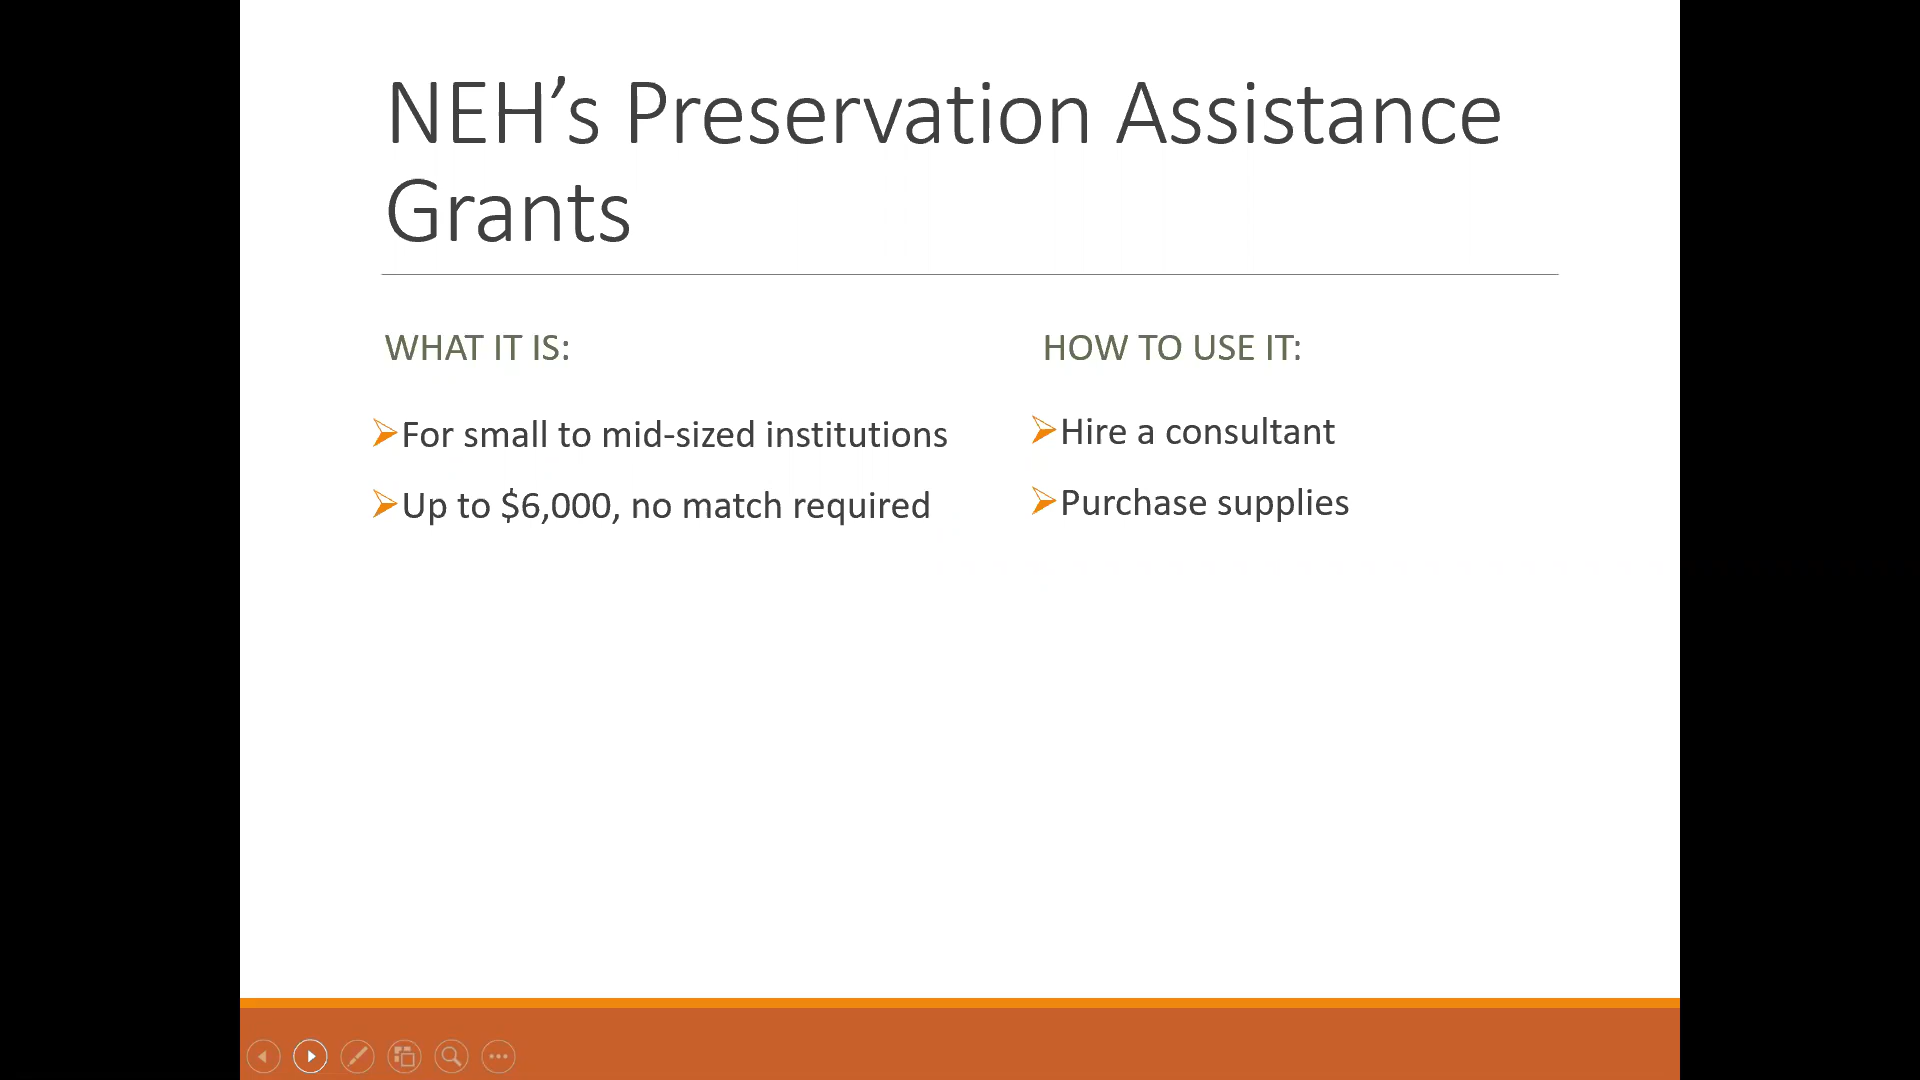 NEH’s Preservation Assistance
Grants
WHAT IT IS:
For small to mid-sized institutions
Up to $6,000, no match required
HOW TO USE IT:
Hire a consultant
Purchase supplies